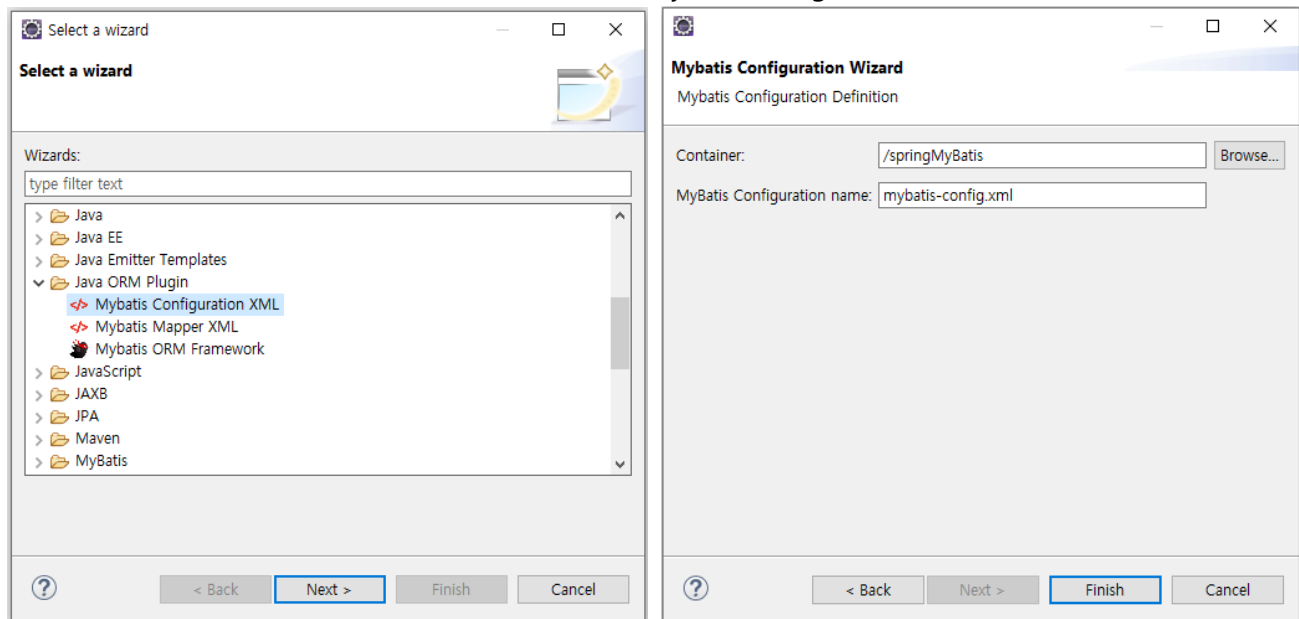 Select a wizard
Select a wizard
Wizards:
type filter text
Java
Java EE
Java Emitter Templates
Java ORM Plugin
Mybatis Configuration XML
Mybatis Mapper XML
Mybatis ORM Framework
JavaScript
JAXB
JPA
Maven
MyBatis
< Back Next > Finish Cancel
Mybatis Configuration Wizard
Mybatis Configuration Definition
Container: /springMyBatis Browse...
MyBatis Configuration name: mybatis-config.xml
< Back Next > Finish Cancel